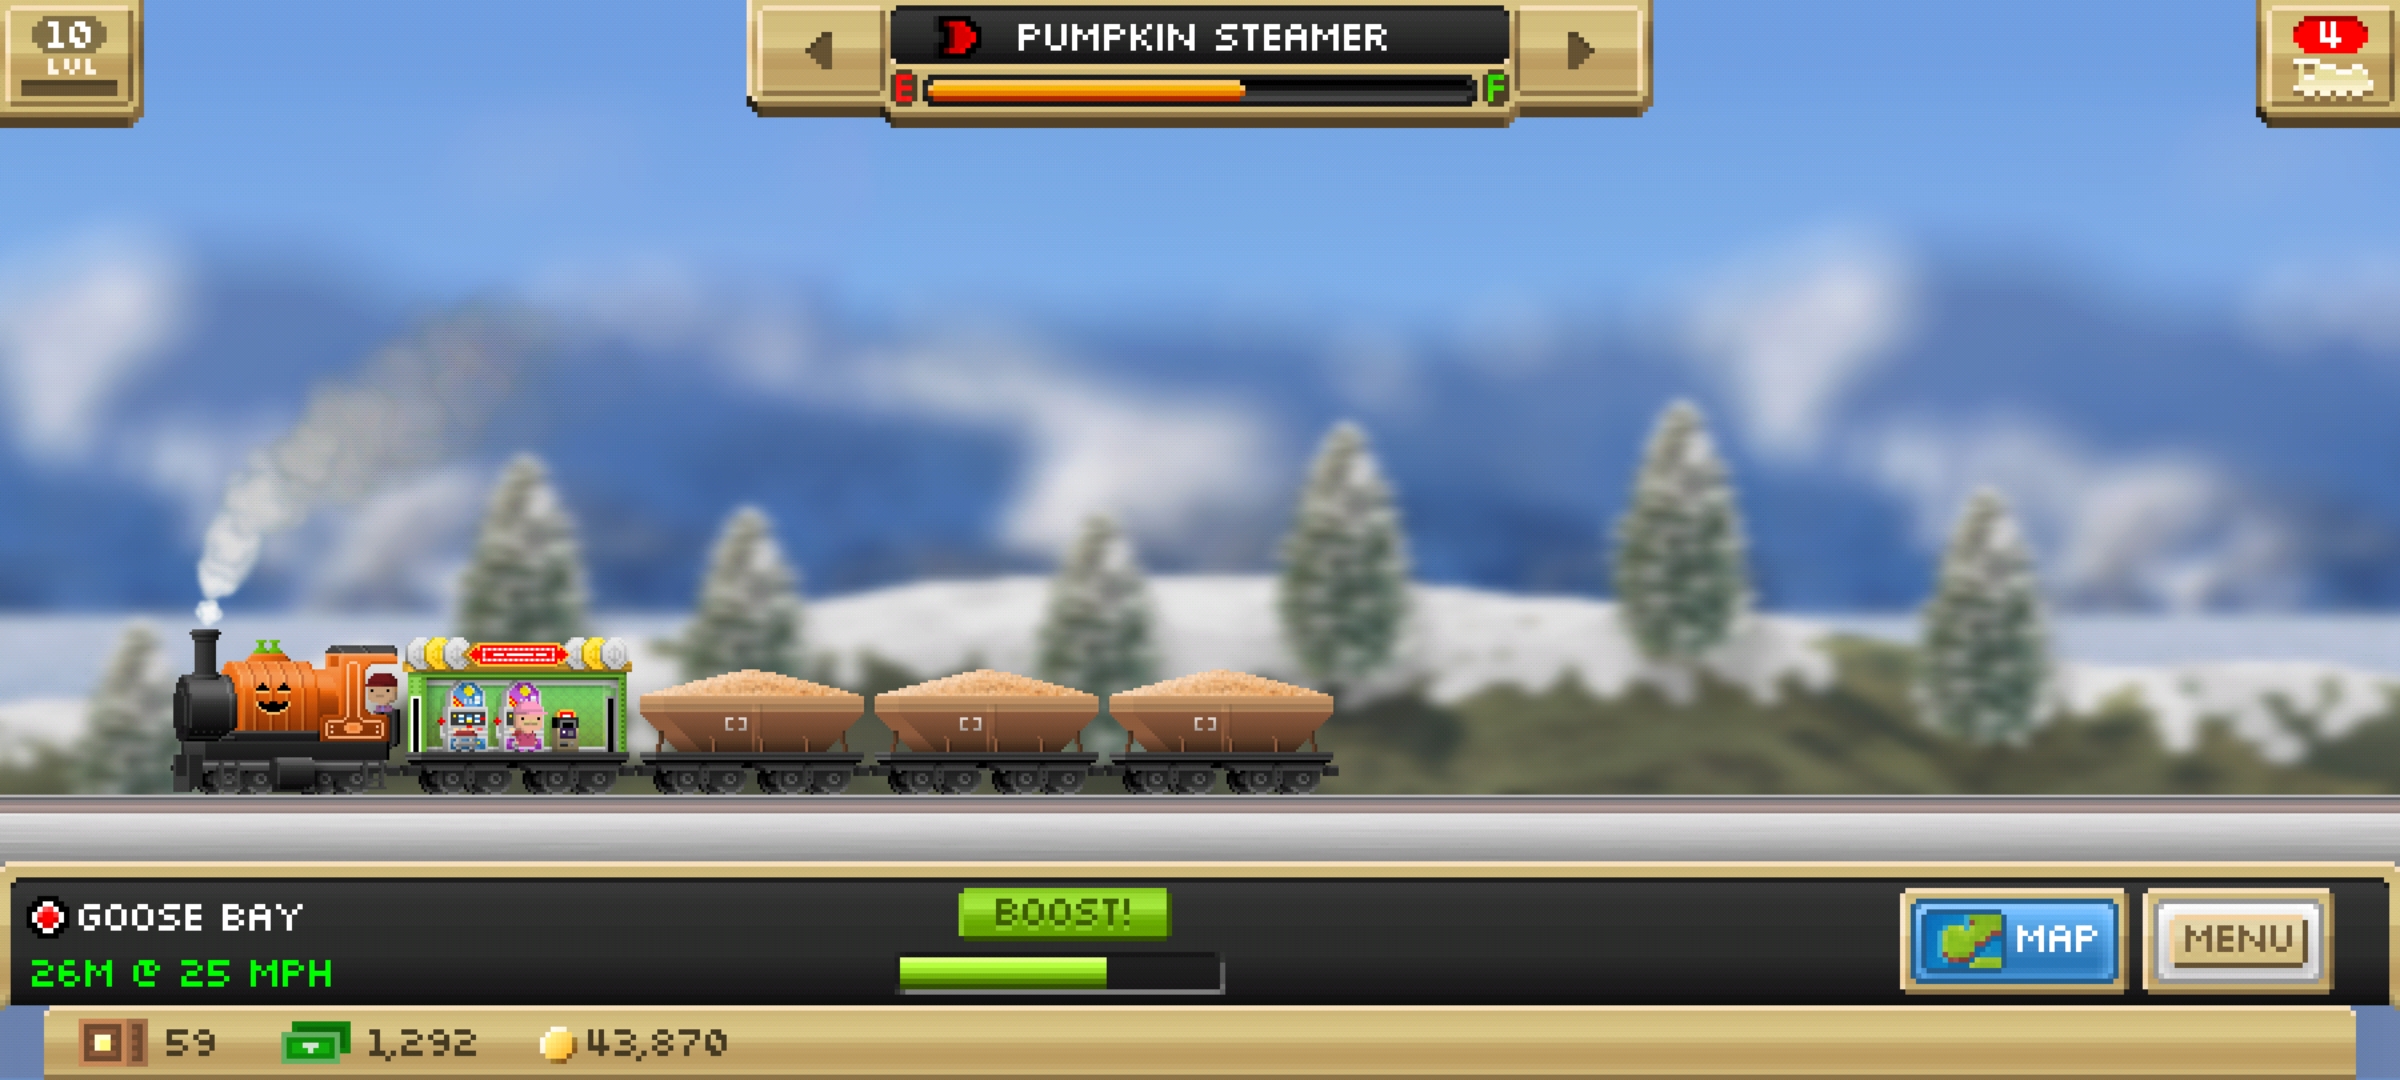 10
LVL
PUMPKIN STEAMER
E F
4
GOOSE BAY
26M @ 25 MPH
BOOST!
MAP
MENU
59 1,292 43,870